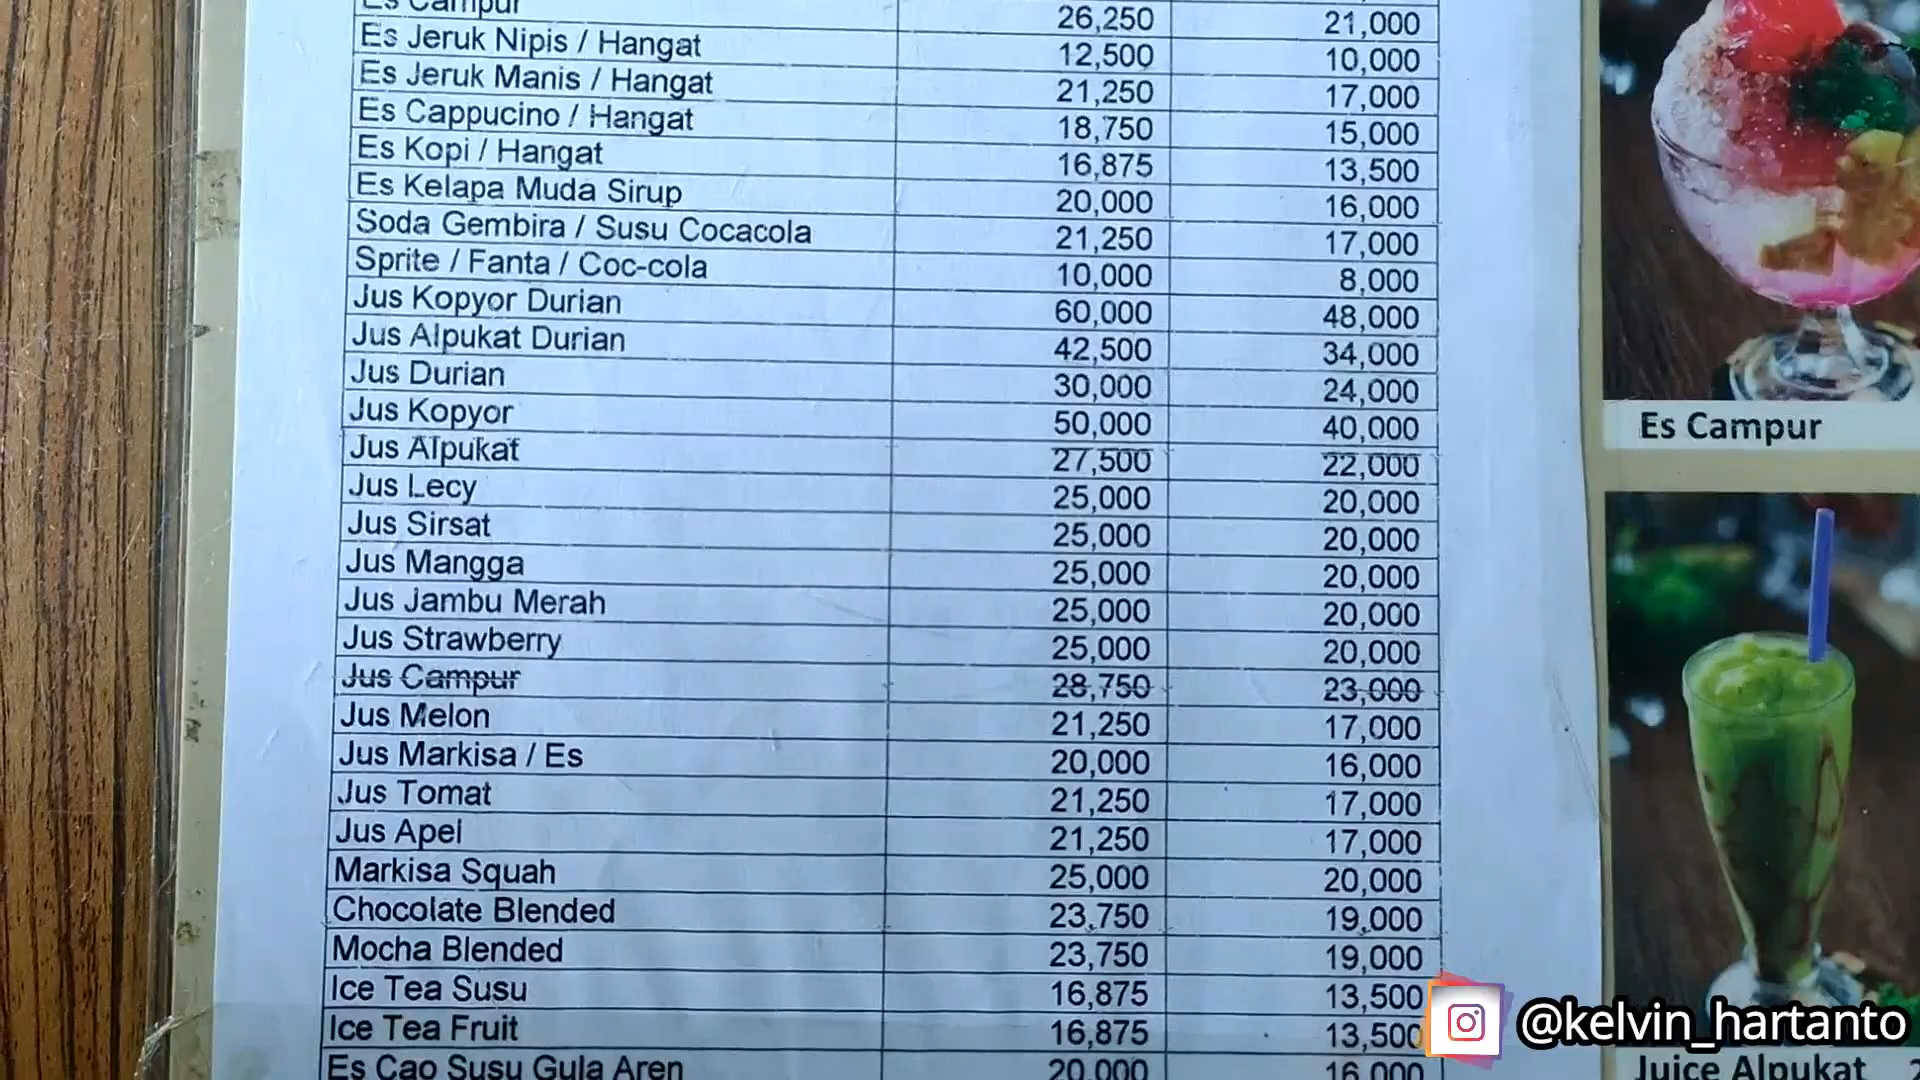 Es Campur 26,250 21,000
Es Jeruk Nipis / Hangat 12,500 10,000
Es Jeruk Manis / Hangat 21,250 17,000
Es Cappucino / Hangat 18,750 15,000
Es Kopi / Hangat 16,875 13,500
Es Kelapa Muda Sirup 20,000 16,000
Soda Gembira / Susu Cocacola 21,250 17,000
Sprite / Fanta / Coc-cola 10,000 8,000
Jus Kopyor Durian 60,000 48,000
Jus Alpukat Durian 42,500 34,000
Jus Durian 30,000 24,000
Jus Kopyor 50,000 40,000
Jus Alpukat 27,500 22,000
Jus Lecy 25,000 20,000
Jus Sirsat 25,000 20,000
Jus Mangga 25,000 20,000
Jus Jambu Merah 25,000 20,000
Jus Strawberry 25,000 20,000
Jus Campur 28,750 23,000
Jus Melon 21,250 17,000
Jus Markisa / Es 20,000 16,000
Jus Tomat 21,250 17,000
Jus Apel 21,250 17,000
Markisa Squah 25,000 20,000
Chocolate Blended 23,750 19,000
Mocha Blended 23,750 19,000
Ice Tea Susu 16,875 13,500
Ice Tea Fruit 16,875 13,500
Es Cao Susu Gula Aren 20,000 16,000
Es Campur
Juice Alpukat
@kelvin_hartanto